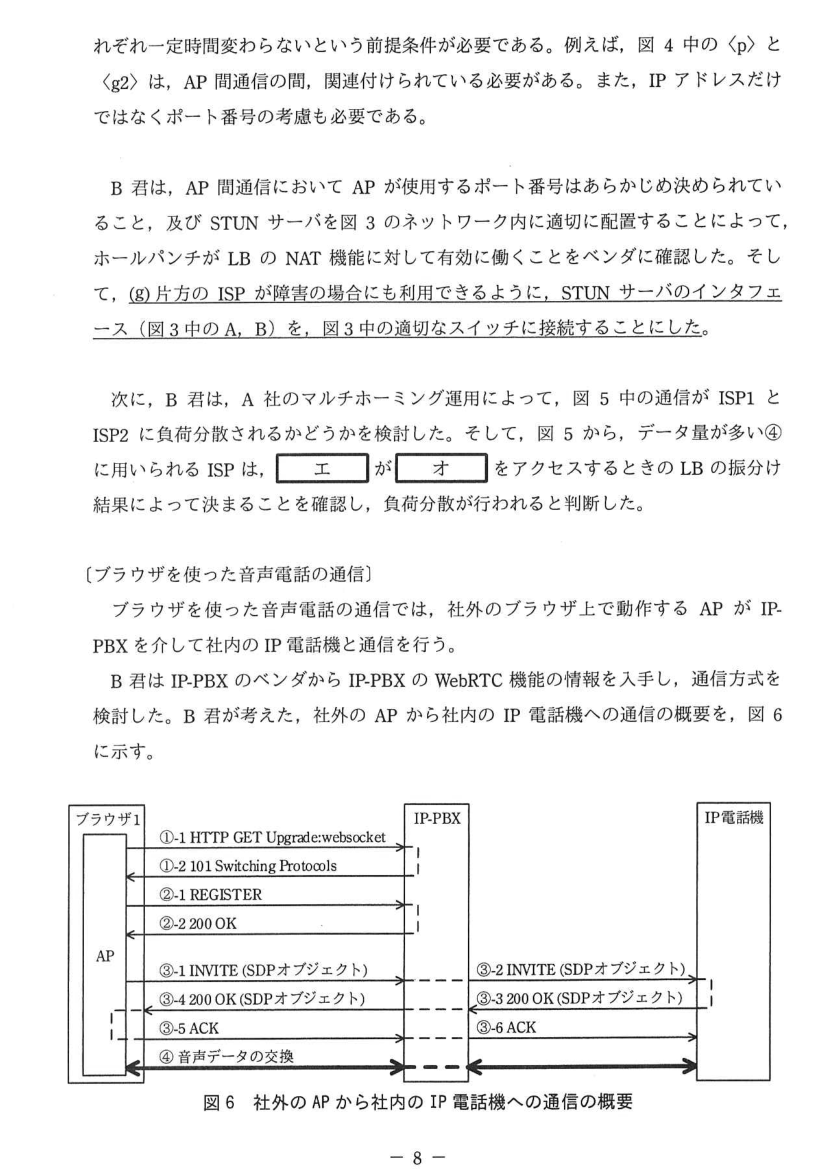 れぞれ一定時間変わらないという前提条件が必要である。例えば，図 4 中の〈p〉と
〈g2〉は，AP 間通信の間，関連付けられている必要がある。また，IP アドレスだけ
ではなくポート番号の考慮も必要である。
B 君は，AP 間通信において AP が使用するポート番号はあらかじめ決められてい
ること，及び STUN サーバを図 3 のネットワーク内に適切に配置することによって，
ホールパンチが LB の NAT 機能に対して有効に働くことをベンダに確認した。そし
て，(g)片方の ISP が障害の場合にも利用できるように，STUN サーバのインタフェ
ース（図 3 中の A，B）を，図 3 中の適切なスイッチに接続することにした。
次に，B 君は，A 社のマルチホーミング運用によって，図 5 中の通信が ISP1 と
ISP2 に負荷分散されるかどうかを検討した。そして，図 5 から，データ量が多い④
に用いられる ISP は， エ が オ をアクセスするときの LB の振分け
結果によって決まることを確認し，負荷分散が行われると判断した。
〔ブラウザを使った音声電話の通信〕
ブラウザを使った音声電話の通信では，社外のブラウザ上で動作する AP が IP-
PBX を介して社内の IP 電話機と通信を行う。
B 君は IP-PBX のベンダから IP-PBX の WebRTC 機能の情報を入手し，通信方式を
検討した。B 君が考えた，社外の AP から社内の IP 電話機への通信の概要を，図 6
に示す。
ブラウザ1 IP-PBX IP電話機
①-1 HTTP GET Upgrade:websocket
①-2 101 Switching Protocols
②-1 REGISTER
②-2 200 OK
AP
③-1 INVITE (SDPオブジェクト) ③-2 INVITE (SDPオブジェクト)
③-4 200 OK (SDPオブジェクト) ③-3 200 OK (SDPオブジェクト)
③-5 ACK ③-6 ACK
④ 音声データの交換
図 6 社外の AP から社内の IP 電話機への通信の概要
－ 8 －